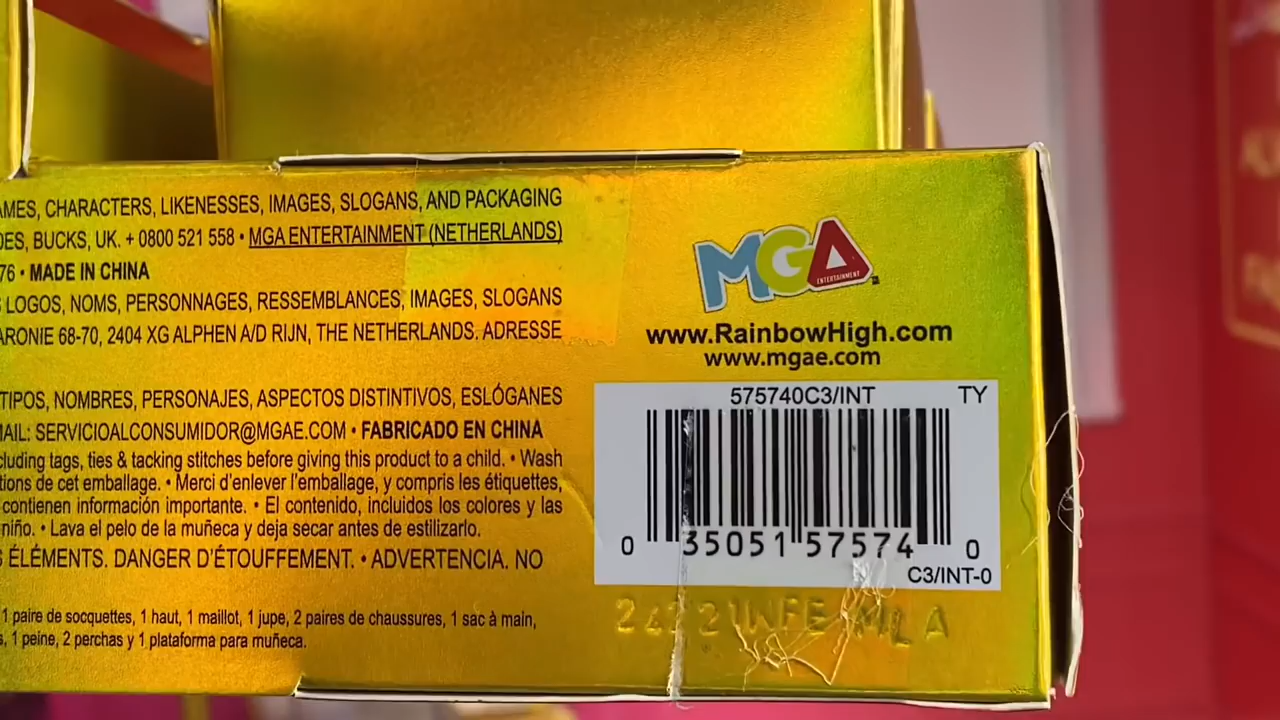 AMES, CHARACTERS, LIKENESSES, IMAGES, SLOGANS, AND PACKAGING
DES, BUCKS, UK. + 0800 521 558 • MGA ENTERTAINMENT (NETHERLANDS)
76 • MADE IN CHINA
LOGOS, NOMS, PERSONNAGES, RESSEMBLANCES, IMAGES, SLOGANS
ARONIE 68-70, 2404 XG ALPHEN A/D RIJN, THE NETHERLANDS. ADRESSE
TIPOS, NOMBRES, PERSONAJES, ASPECTOS DISTINTIVOS, ESLÓGANES
AIL: SERVICIOALCONSUMIDOR@MGAE.COM • FABRICADO EN CHINA
cluding tags, ties & tacking stitches before giving this product to a child. • Wash
tions de cet emballage. • Merci d'enlever l'emballage, y compris les étiquettes,
contienen información importante. • El contenido, incluidos los colores y las
niño. • Lava el pelo de la muñeca y deja secar antes de estilizarlo.
S ÉLÉMENTS. DANGER D'ÉTOUFFEMENT. • ADVERTENCIA. NO
1 paire de socquettes, 1 haut, 1 maillot, 1 jupe, 2 paires de chaussures, 1 sac à main,
s, 1 peine, 2 perchas y 1 plataforma para muñeca.
MGA
ENTERTAINMENT
www.RainbowHigh.com
www.mgae.com
575740C3/INT TY
0 35051 57574 0
C3/INT-0